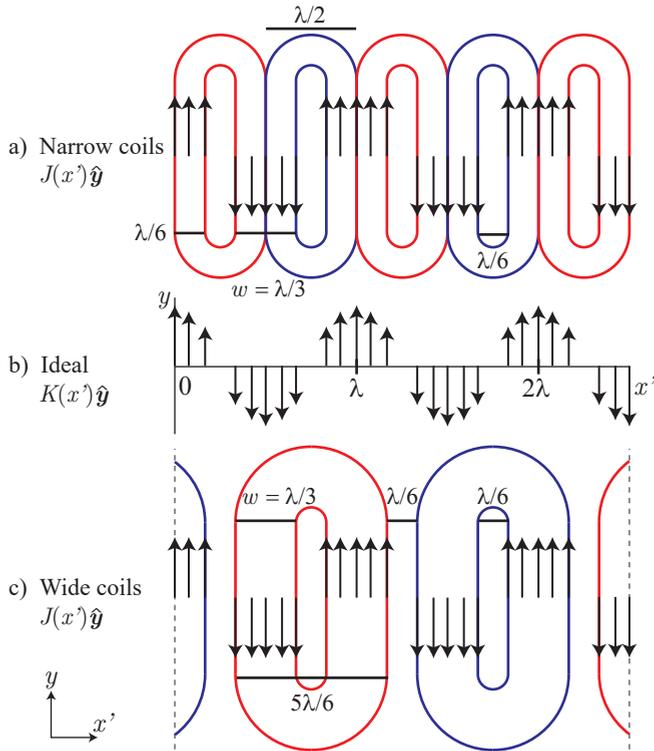 λ/2
a) Narrow coils
J(x’)ŷ
λ/6
λ/6
w = λ/3
y
b) Ideal
K(x’)ŷ
0 λ 2λ x’
w = λ/3 λ/6 λ/6
c) Wide coils
J(x’)ŷ
5λ/6
y
x’